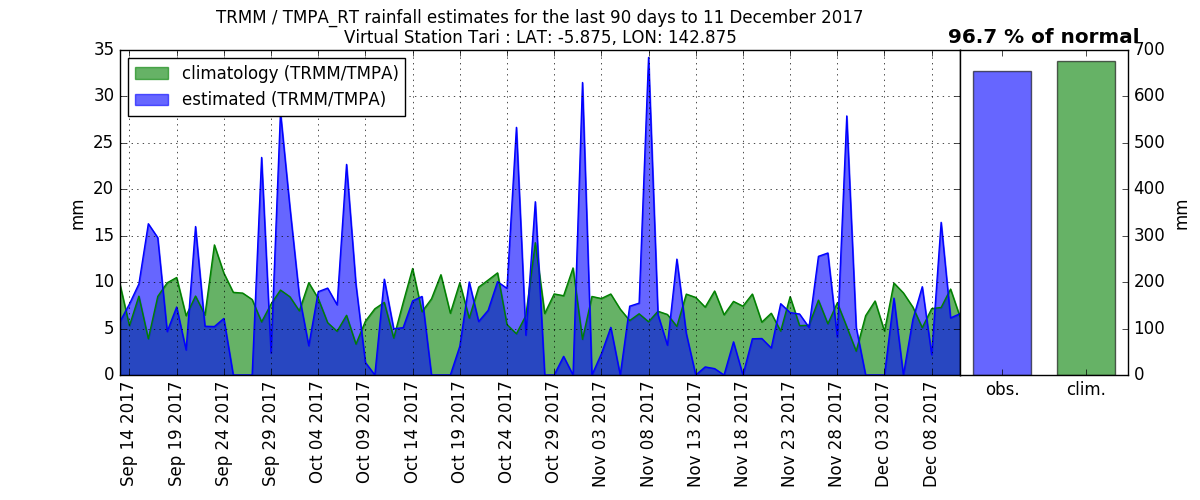 TRMM / TMPA_RT rainfall estimates for the last 90 days to 11 December 2017
Virtual Station Tari : LAT: -5.875, LON: 142.875
96.7 % of normal
climatology (TRMM/TMPA)
estimated (TRMM/TMPA)
mm
35
30
25
20
15
10
5
0
Sep 14 2017
Sep 19 2017
Sep 24 2017
Sep 29 2017
Oct 04 2017
Oct 09 2017
Oct 14 2017
Oct 19 2017
Oct 24 2017
Oct 29 2017
Nov 03 2017
Nov 08 2017
Nov 13 2017
Nov 18 2017
Nov 23 2017
Nov 28 2017
Dec 03 2017
Dec 08 2017
obs.
clim.
700
600
500
400
300
200
100
0
mm